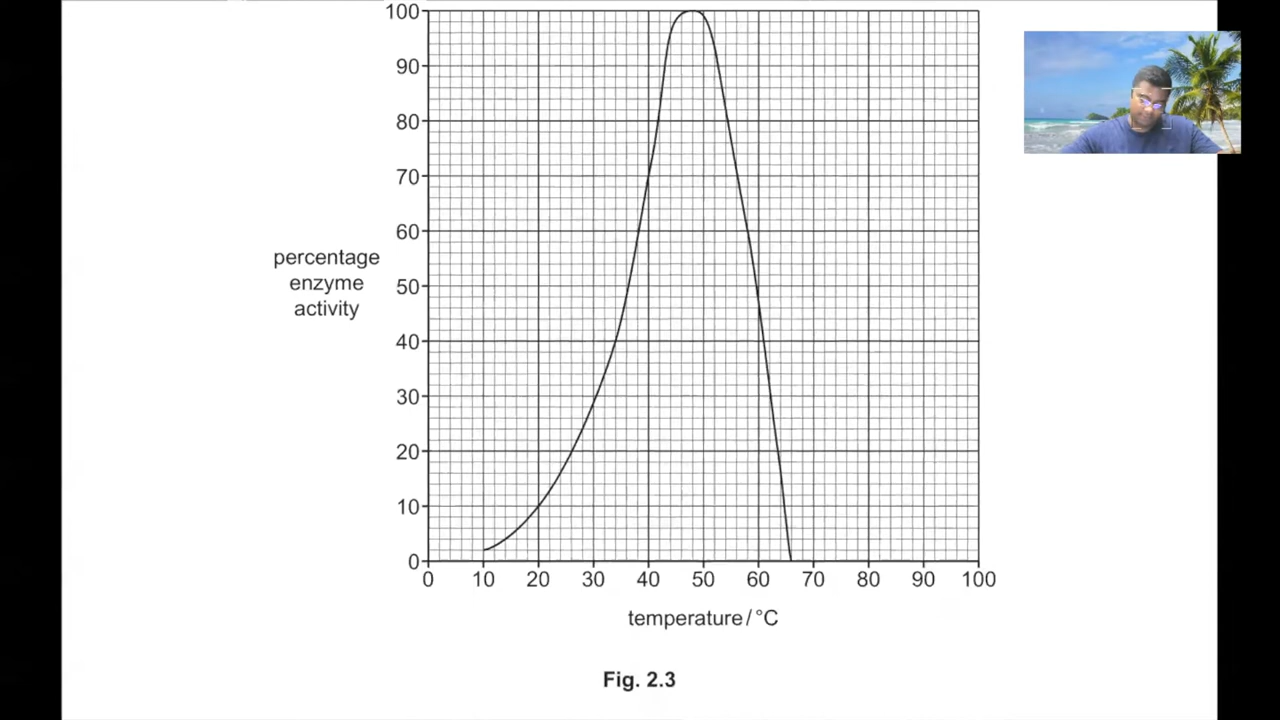 100
90
80
70
60
50
40
30
20
10
0
percentage
enzyme
activity
0 10 20 30 40 50 60 70 80 90 100
temperature / °C
Fig. 2.3